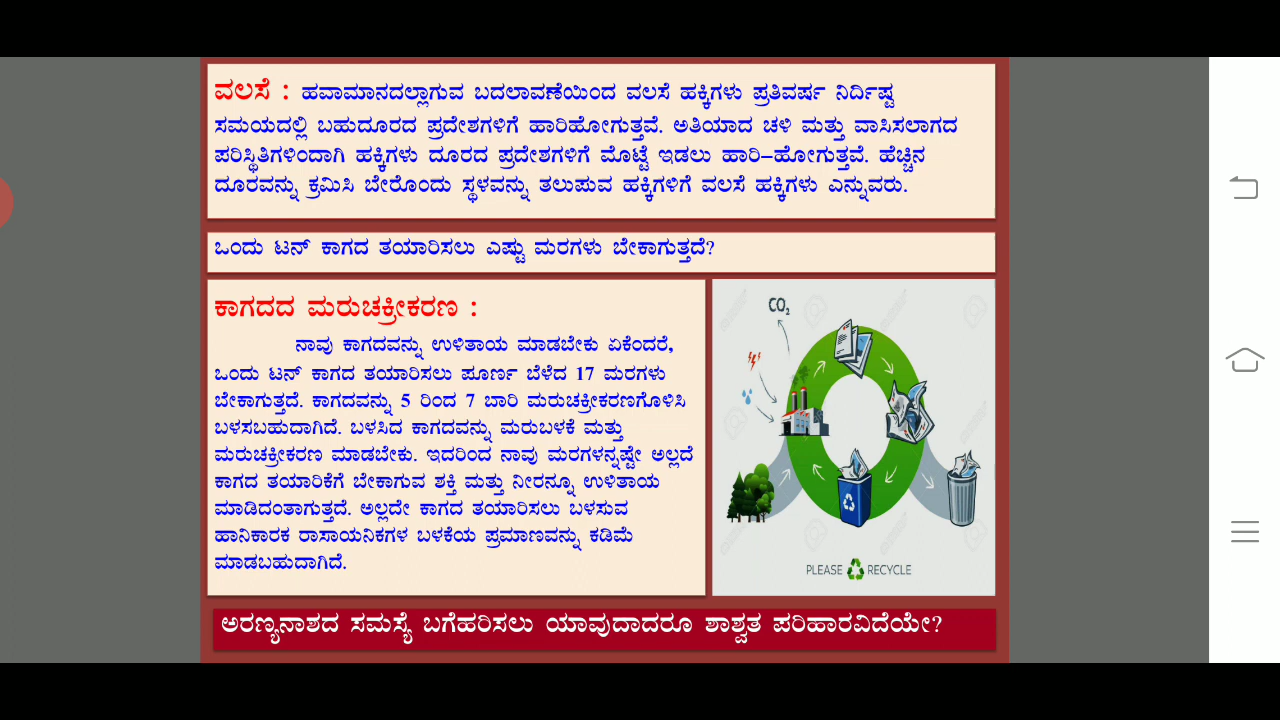 ವಲಸೆ : ಹವಾಮಾನದಲ್ಲಾಗುವ ಬದಲಾವಣೆಯಿಂದ ವಲಸೆ ಹಕ್ಕಿಗಳು ಪ್ರತಿವರ್ಷ ನಿರ್ದಿಷ್ಟ
ಸಮಯದಲ್ಲಿ ಬಹುದೂರದ ಪ್ರದೇಶಗಳಿಗೆ ಹಾರಿಹೋಗುತ್ತವೆ. ಅತಿಯಾದ ಚಳಿ ಮತ್ತು ವಾಸಿಸಲಾಗದ
ಪರಿಸ್ಥಿತಿಗಳಿಂದಾಗಿ ಹಕ್ಕಿಗಳು ದೂರದ ಪ್ರದೇಶಗಳಿಗೆ ಮೊಟ್ಟೆ ಇಡಲು ಹಾರಿ-ಹೋಗುತ್ತವೆ. ಹೆಚ್ಚಿನ
ದೂರವನ್ನು ಕ್ರಮಿಸಿ ಬೇರೊಂದು ಸ್ಥಳವನ್ನು ತಲುಪುವ ಹಕ್ಕಿಗಳಿಗೆ ವಲಸೆ ಹಕ್ಕಿಗಳು ಎನ್ನುವರು.
ಒಂದು ಟನ್ ಕಾಗದ ತಯಾರಿಸಲು ಎಷ್ಟು ಮರಗಳು ಬೇಕಾಗುತ್ತದೆ?
ಕಾಗದದ ಮರುಚಕ್ರೀಕರಣ :
ನಾವು ಕಾಗದವನ್ನು ಉಳಿತಾಯ ಮಾಡಬೇಕು ಏಕೆಂದರೆ,
ಒಂದು ಟನ್ ಕಾಗದ ತಯಾರಿಸಲು ಪೂರ್ಣ ಬೆಳೆದ 17 ಮರಗಳು
ಬೇಕಾಗುತ್ತದೆ. ಕಾಗದವನ್ನು 5 ರಿಂದ 7 ಬಾರಿ ಮರುಚಕ್ರೀಕರಣಗೊಳಿಸಿ
ಬಳಸಬಹುದಾಗಿದೆ. ಬಳಸಿದ ಕಾಗದವನ್ನು ಮರುಬಳಕೆ ಮತ್ತು
ಮರುಚಕ್ರೀಕರಣ ಮಾಡಬೇಕು. ಇದರಿಂದ ನಾವು ಮರಗಳನ್ನಷ್ಟೇ ಅಲ್ಲದೆ
ಕಾಗದ ತಯಾರಿಕೆಗೆ ಬೇಕಾಗುವ ಶಕ್ತಿ ಮತ್ತು ನೀರನ್ನೂ ಉಳಿತಾಯ
ಮಾಡಿದಂತಾಗುತ್ತದೆ. ಅಲ್ಲದೇ ಕಾಗದ ತಯಾರಿಸಲು ಬಳಸುವ
ಹಾನಿಕಾರಕ ರಾಸಾಯನಿಕಗಳ ಬಳಕೆಯ ಪ್ರಮಾಣವನ್ನು ಕಡಿಮೆ
ಮಾಡಬಹುದಾಗಿದೆ.
CO₂
PLEASE RECYCLE
ಅರಣ್ಯನಾಶದ ಸಮಸ್ಯೆ ಬಗೆಹರಿಸಲು ಯಾವುದಾದರೂ ಶಾಶ್ವತ ಪರಿಹಾರವಿದೆಯೇ?